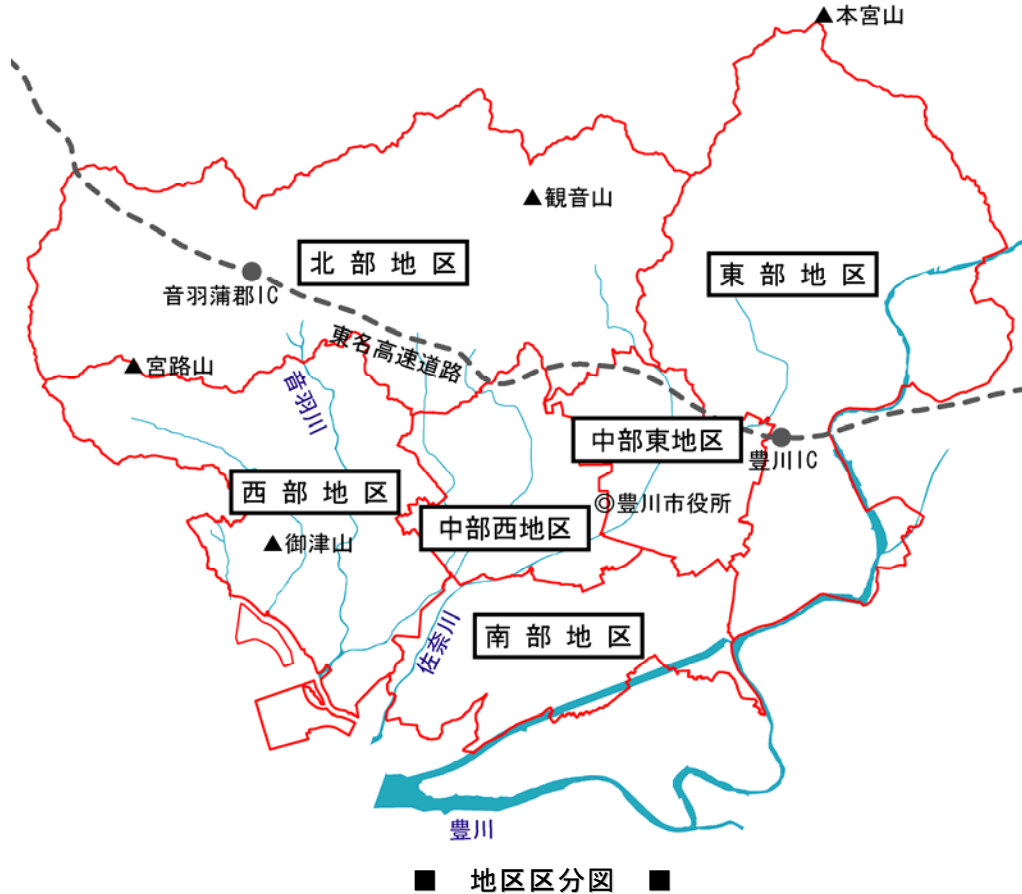 ▲本宮山
▲観音山
北部地区
東部地区
音羽蒲郡IC
東名高速道路
▲宮路山
音羽川
中部東地区
豊川IC
西部地区
◎豊川市役所
中部西地区
▲御津山
南部地区
佐奈川
豊川
■ 地区区分図 ■